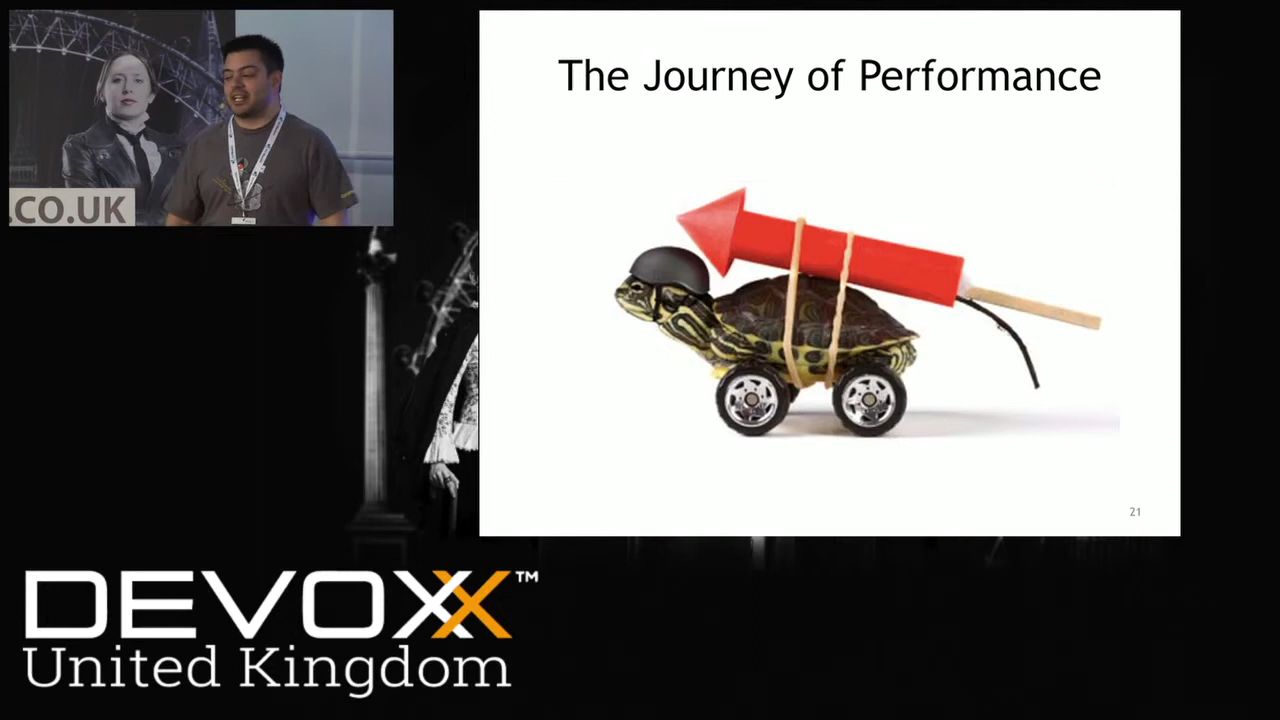 .CO.UK
The Journey of Performance
21
DEVOXX™
United Kingdom